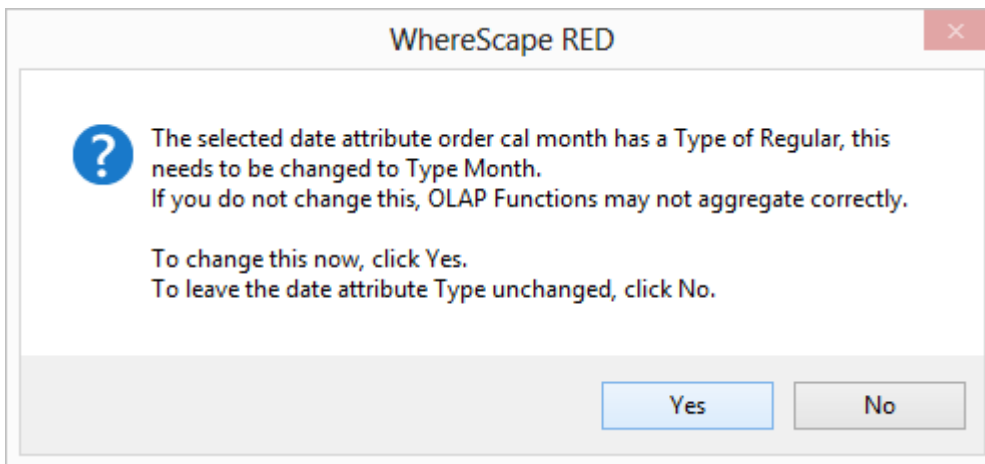 WhereScape RED
The selected date attribute order cal month has a Type of Regular, this
needs to be changed to Type Month.
If you do not change this, OLAP Functions may not aggregate correctly.
To change this now, click Yes.
To leave the date attribute Type unchanged, click No.
Yes
No